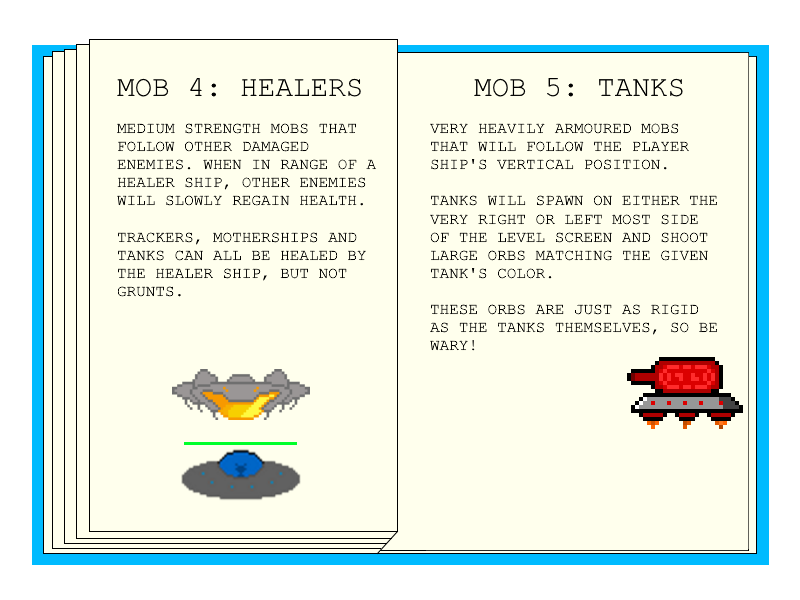 MOB 4: HEALERS
MEDIUM STRENGTH MOBS THAT
FOLLOW OTHER DAMAGED
ENEMIES. WHEN IN RANGE OF A
HEALER SHIP, OTHER ENEMIES
WILL SLOWLY REGAIN HEALTH.
TRACKERS, MOTHERSHIPS AND
TANKS CAN ALL BE HEALED BY
THE HEALER SHIP, BUT NOT
GRUNTS.
MOB 5: TANKS
VERY HEAVILY ARMOURED MOBS
THAT WILL FOLLOW THE PLAYER
SHIP'S VERTICAL POSITION.
TANKS WILL SPAWN ON EITHER THE
VERY RIGHT OR LEFT MOST SIDE
OF THE LEVEL SCREEN AND SHOOT
LARGE ORBS MATCHING THE GIVEN
TANK'S COLOR.
THESE ORBS ARE JUST AS RIGID
AS THE TANKS THEMSELVES, SO BE
WARY!